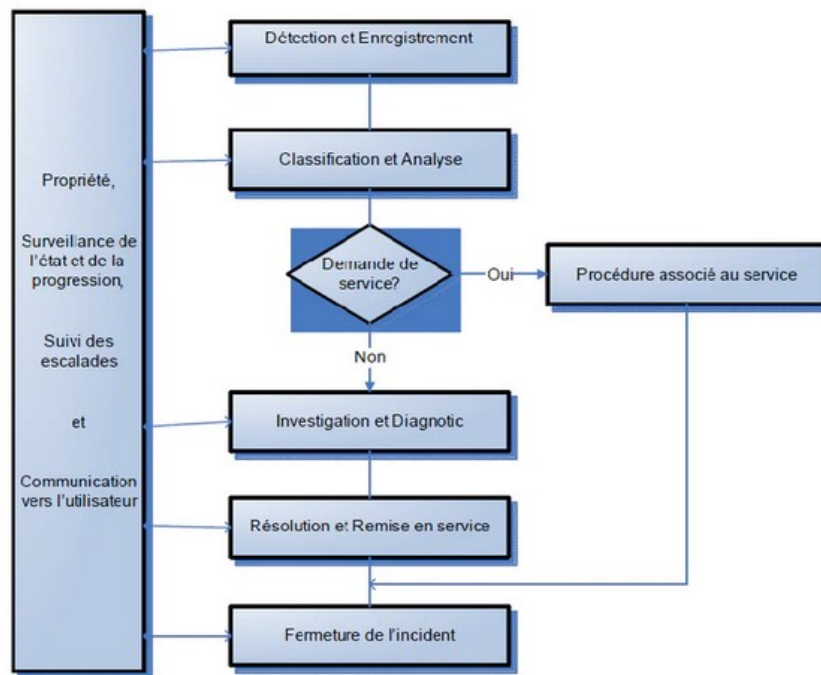 Détection et Enregistrement
Classification et Analyse
Propriété,
Surveillance de
l'état et de la
progression,
Suivi des
escalades
et
Communication
vers l'utilisateur
Demande de
service?
Oui
Procédure associé au service
Non
Investigation et Diagnotic
Résolution et Remise en service
Fermeture de l'incident